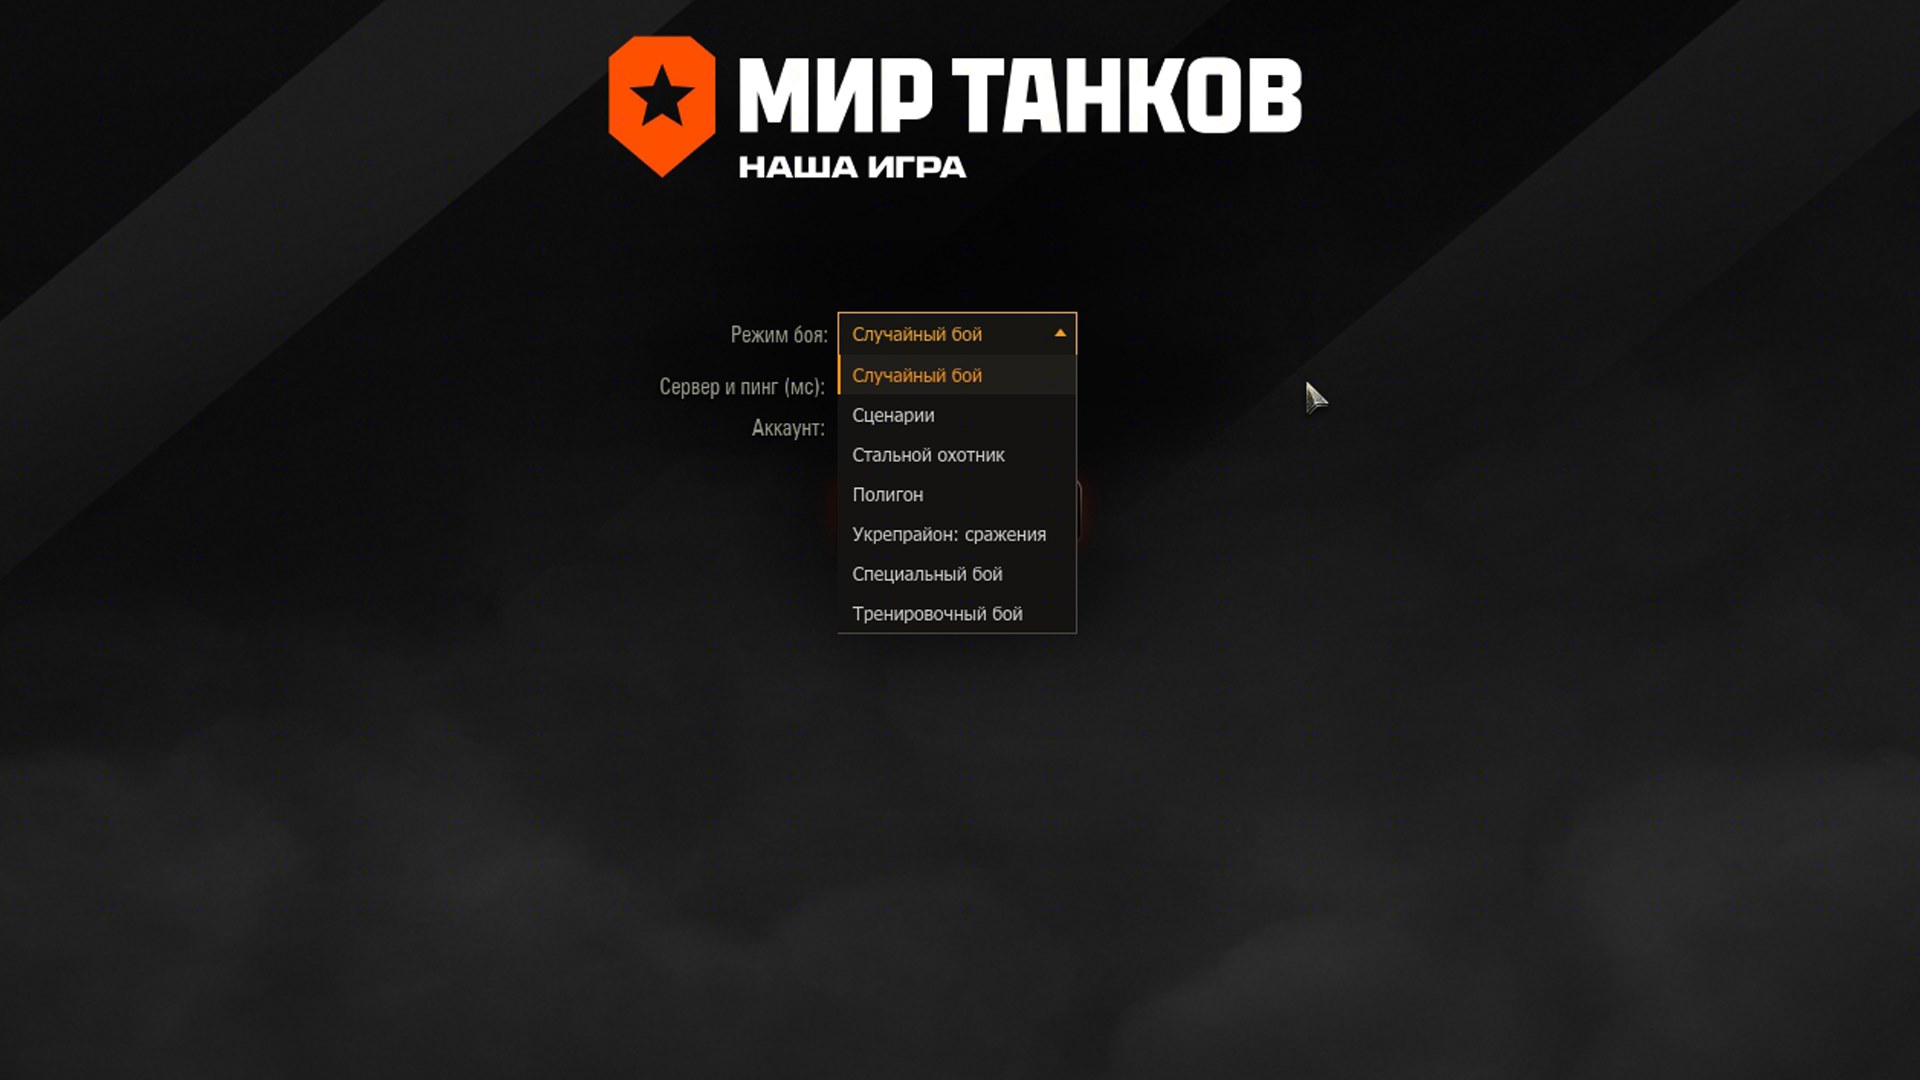 МИР ТАНКОВ
НАША ИГРА
Режим боя: Случайный бой
Случайный бой
Сервер и пинг (мс):
Сценарии
Аккаунт:
Стальной охотник
Полигон
Укрепрайон: сражения
Специальный бой
Тренировочный бой